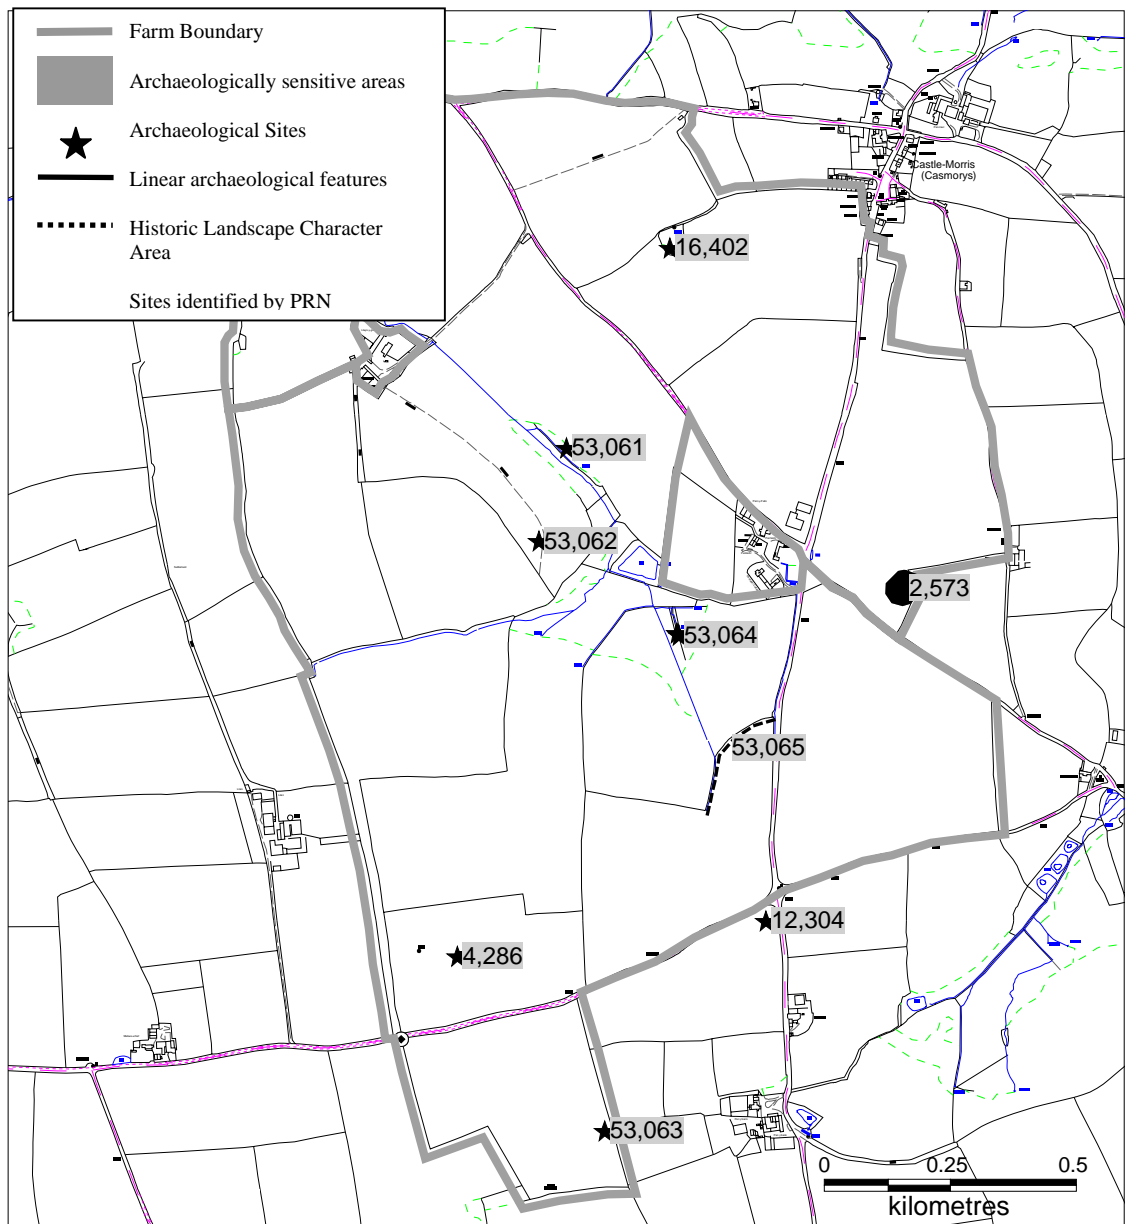 Farm Boundary
Archaeologically sensitive areas
Archaeological Sites
Linear archaeological features
Historic Landscape Character
Area
Sites identified by PRN
Castle-Morris
(Casmorys)
16,402
53,061
53,062
2,573
53,064
53,065
12,304
4,286
53,063
0 0.25 0.5
kilometres